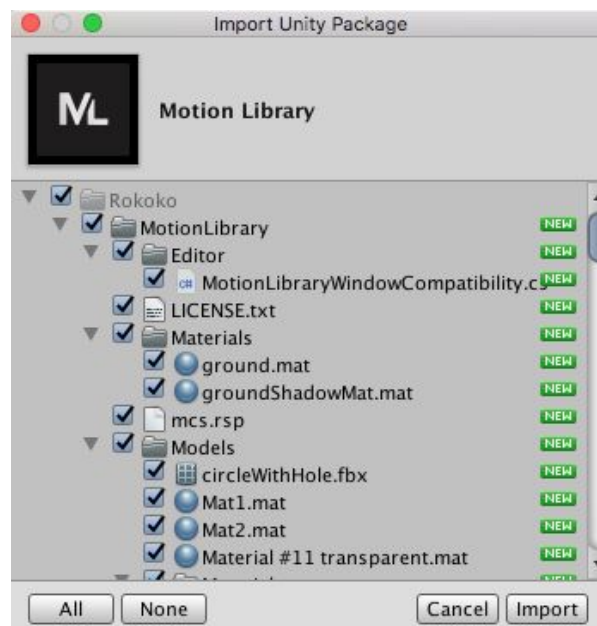 Import Unity Package
ML
Motion Library
Rokoko
MotionLibrary NEW
Editor NEW
c# MotionLibraryWindowCompatibility.cs NEW
LICENSE.txt NEW
Materials NEW
ground.mat NEW
groundShadowMat.mat NEW
mcs.rsp NEW
Models NEW
circleWithHole.fbx NEW
Mat1.mat NEW
Mat2.mat NEW
Material #11 transparent.mat NEW
All None Cancel Import